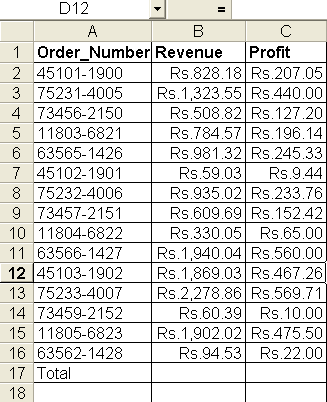 D12 =
A B C
1 Order_Number Revenue Profit
2 45101-1900 Rs.828.18 Rs.207.05
3 75231-4005 Rs.1,323.55 Rs.440.00
4 73456-2150 Rs.508.82 Rs.127.20
5 11803-6821 Rs.784.57 Rs.196.14
6 63565-1426 Rs.981.32 Rs.245.33
7 45102-1901 Rs.59.03 Rs.9.44
8 75232-4006 Rs.935.02 Rs.233.76
9 73457-2151 Rs.609.69 Rs.152.42
10 11804-6822 Rs.330.05 Rs.65.00
11 63566-1427 Rs.1,940.04 Rs.560.00
12 45103-1902 Rs.1,869.03 Rs.467.26
13 75233-4007 Rs.2,278.86 Rs.569.71
14 73459-2152 Rs.60.39 Rs.10.00
15 11805-6823 Rs.1,902.02 Rs.475.50
16 63562-1428 Rs.94.53 Rs.22.00
17 Total
18